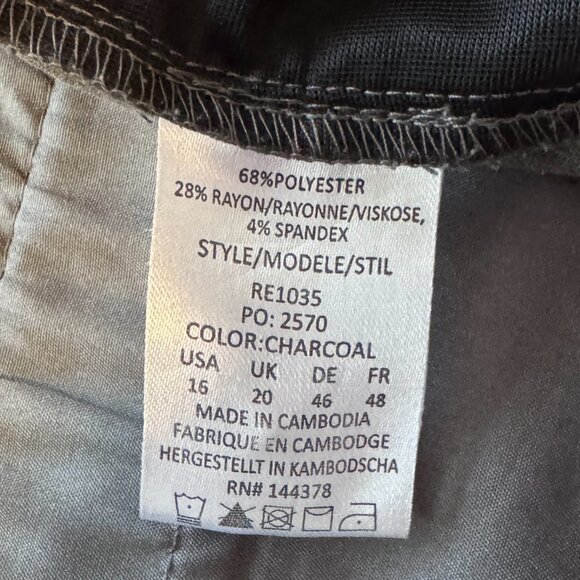 68%POLYESTER
28% RAYON/RAYONNE/VISKOSE,
4% SPANDEX
STYLE/MODELE/STIL
RE1035
PO: 2570
COLOR:CHARCOAL
USA UK DE FR
16 20 46 48
MADE IN CAMBODIA
FABRIQUE EN CAMBODGE
HERGESTELLT IN KAMBODSCHA
RN# 144378